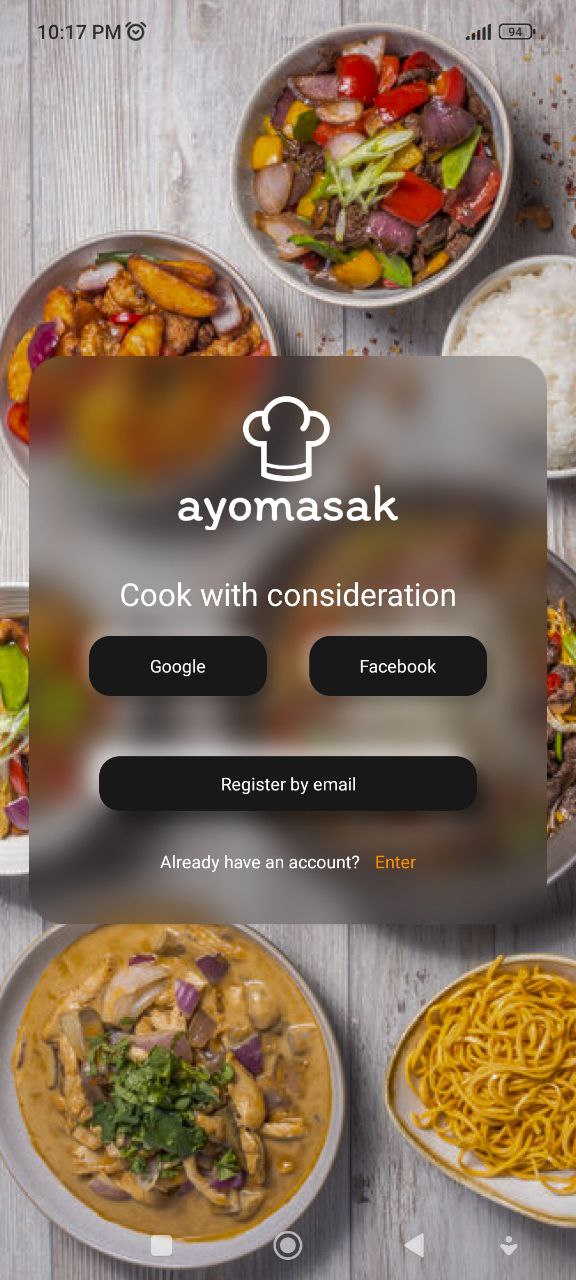 10:17 PM
94
ayomasak
Cook with consideration
Google
Facebook
Register by email
Already have an account? Enter